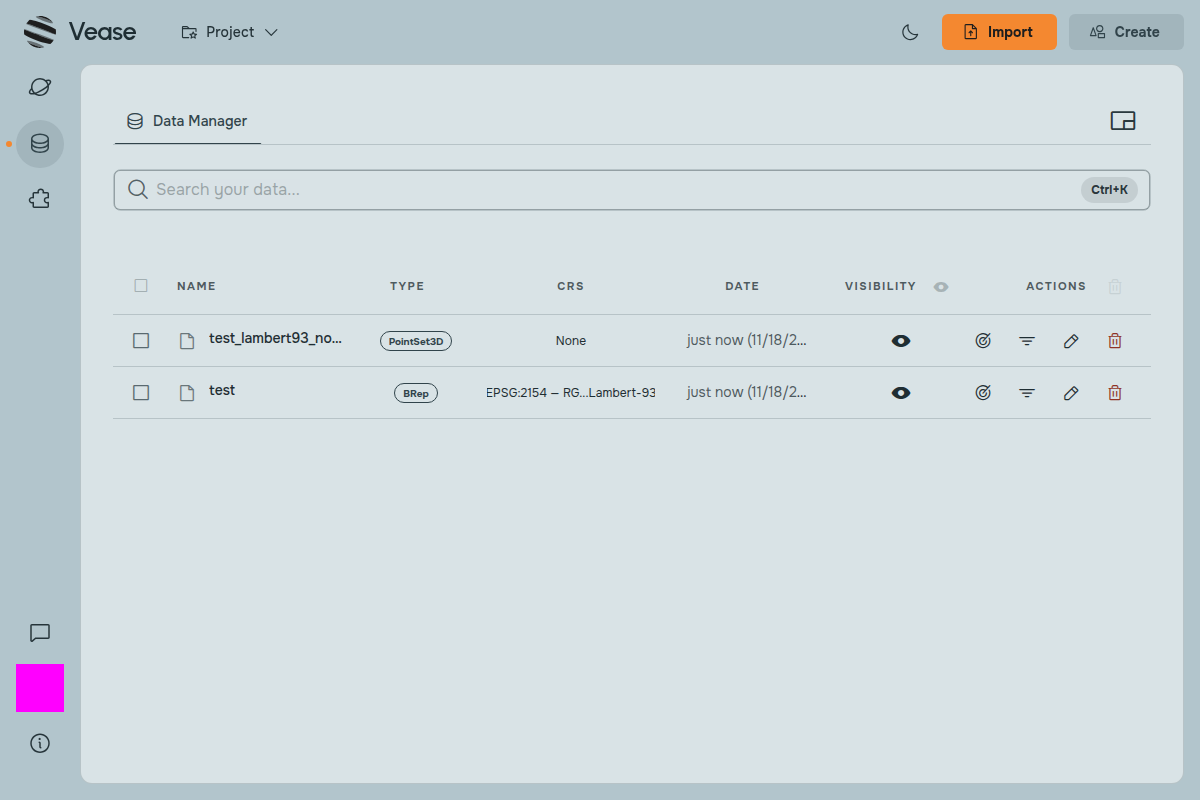 Vease
Project
Import
Create
Data Manager
Search your data...
Ctrl+K
NAME TYPE CRS DATE VISIBILITY ACTIONS
test_lambert93_no... PointSet3D None just now (11/18/2...
test BRep EPSG:2154 – RG...Lambert-93 just now (11/18/2...